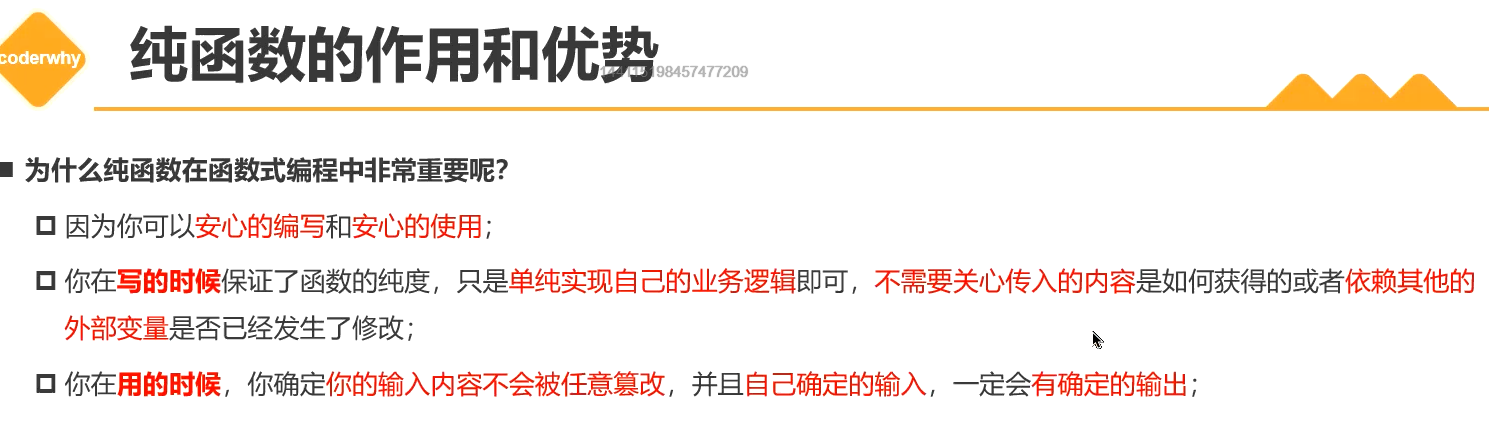 coderwhy
纯函数的作用和优势
144115198457477209
为什么纯函数在函数式编程中非常重要呢？
因为你可以安心的编写和安心的使用；
你在写的时候保证了函数的纯度，只是单纯实现自己的业务逻辑即可，不需要关心传入的内容是如何获得的或者依赖其他的
外部变量是否已经发生了修改；
你在用的时候，你确定你的输入内容不会被任意篡改，并且自己确定的输入，一定会有确定的输出；